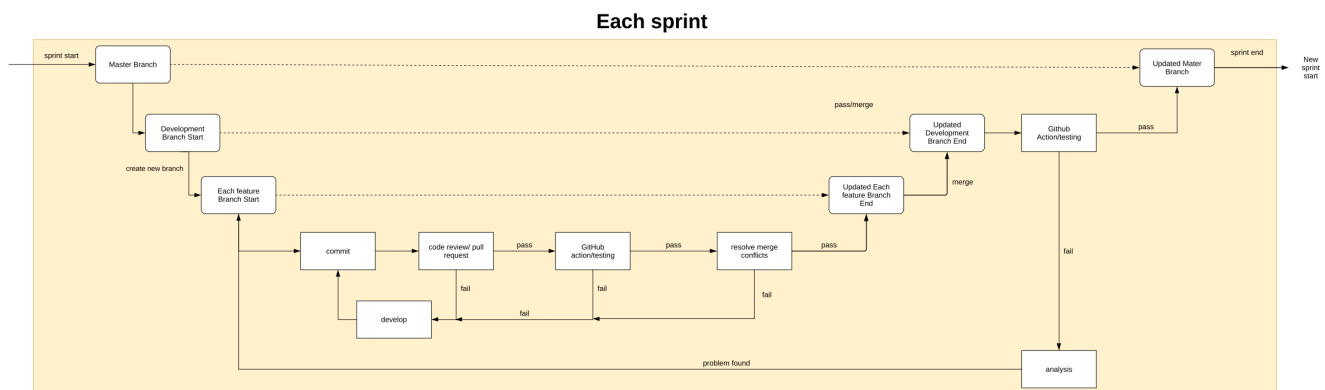 Each sprint
sprint start
Master Branch
Updated Mater
Branch
sprint end
New
sprint
start
pass/merge
Development
Branch Start
Updated
Development
Branch End
Github
Action/testing
pass
create new branch
Each feature
Branch Start
Updated Each
feature Branch
End
merge
commit
code review/ pull
request
pass
GitHub
action/testing
pass
resolve merge
conflicts
pass
fail
fail
fail
fail
develop
fail
problem found
analysis